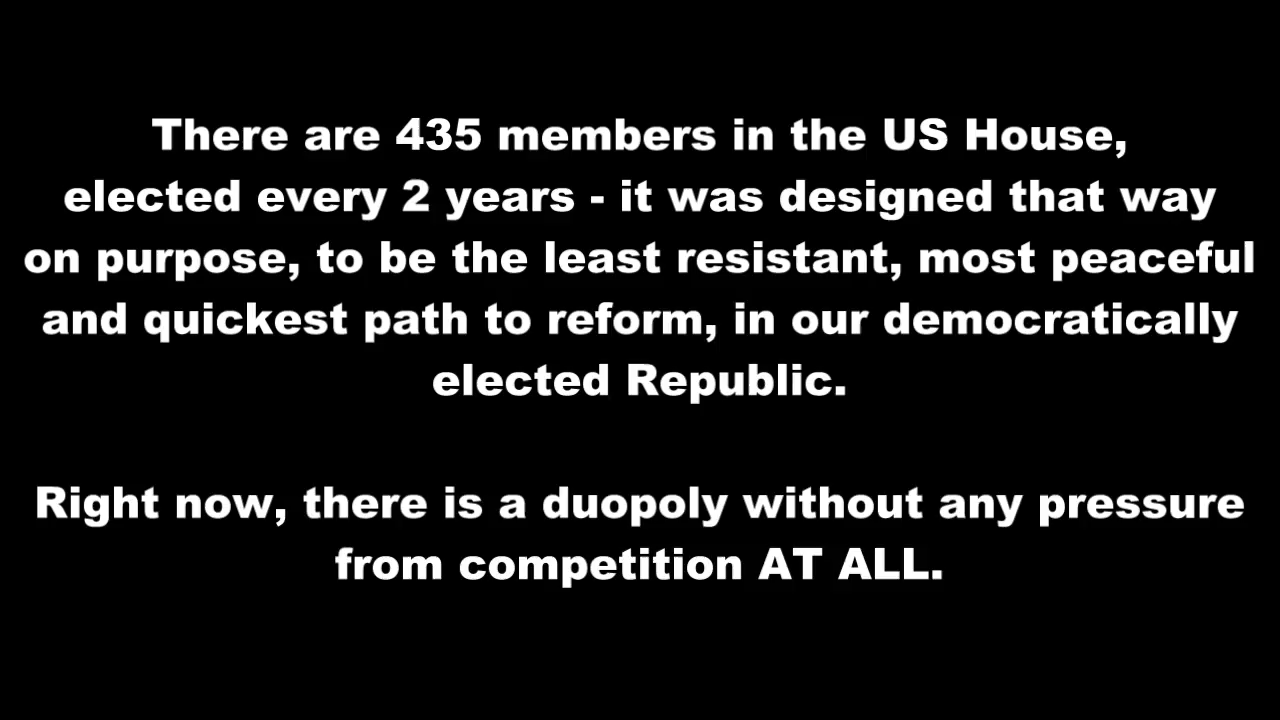 There are 435 members in the US House,
elected every 2 years - it was designed that way
on purpose, to be the least resistant, most peaceful
and quickest path to reform, in our democratically
elected Republic.
Right now, there is a duopoly without any pressure
from competition AT ALL.